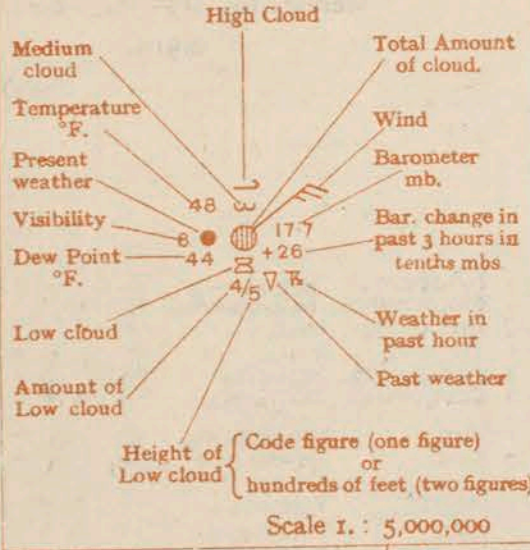 High Cloud
Medium
cloud
Total Amount
of cloud.
Temperature
°F.
Wind
Present
weather
Barometer
mb.
48
Visibility
8
17·7
Bar. change in
past 3 hours in
tenths mbs
Dew Point
°F.
44
+26
4/5
Low cloud
Weather in
past hour
Amount of
Low cloud
Past weather
Height of
Low cloud
Code figure (one figure)
or
hundreds of feet (two figures)
Scale 1. : 5,000,000